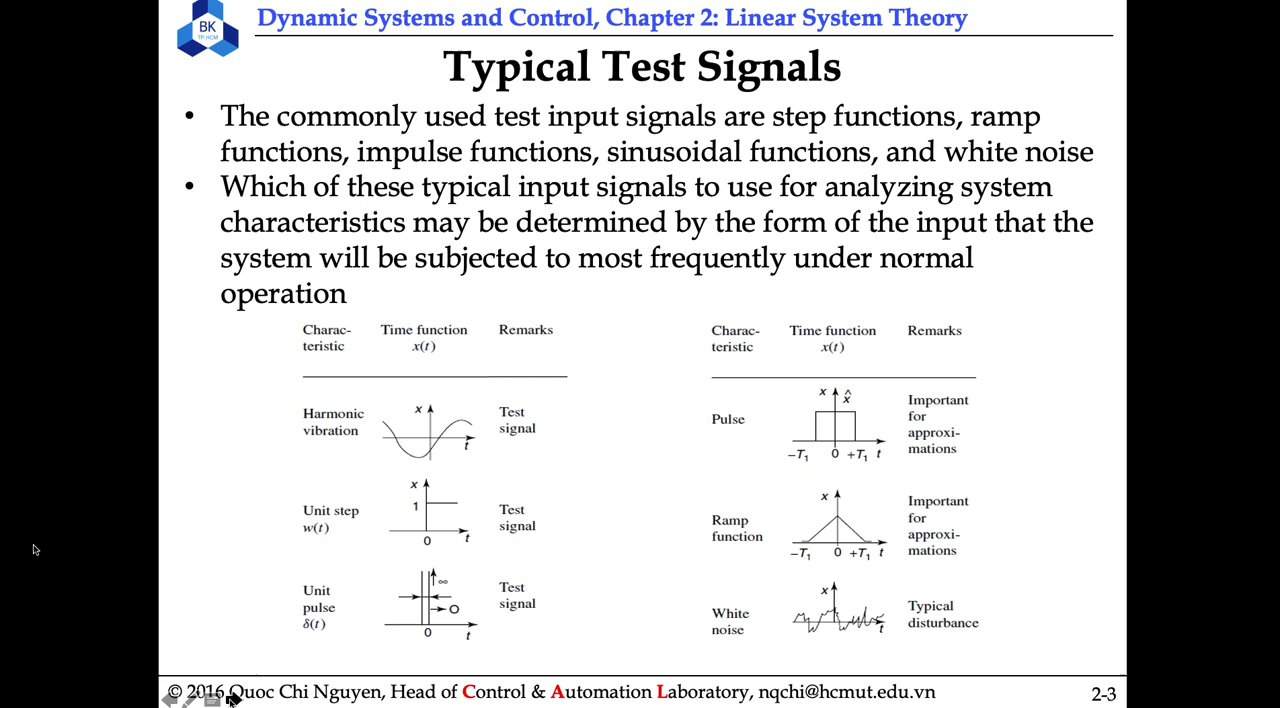 BK
TP.HCM
Dynamic Systems and Control, Chapter 2: Linear System Theory
Typical Test Signals
• The commonly used test input signals are step functions, ramp
functions, impulse functions, sinusoidal functions, and white noise
• Which of these typical input signals to use for analyzing system
characteristics may be determined by the form of the input that the
system will be subjected to most frequently under normal
operation
Charac-
teristic
Time function
x(t)
Remarks
Harmonic
vibration
x
t
Test
signal
Unit step
w(t)
x
1
0
t
Test
signal
Unit
pulse
δ(t)
∞
O
0
t
Test
signal
Charac-
teristic
Time function
x(t)
Remarks
Pulse
x x̂
−T₁ 0 +T₁ t
Important
for
approxi-
mations
Ramp
function
x
−T₁ 0 +T₁ t
Important
for
approxi-
mations
White
noise
x
t
Typical
disturbance
© 2016 Quoc Chi Nguyen, Head of Control & Automation Laboratory, nqchi@hcmut.edu.vn
2-3